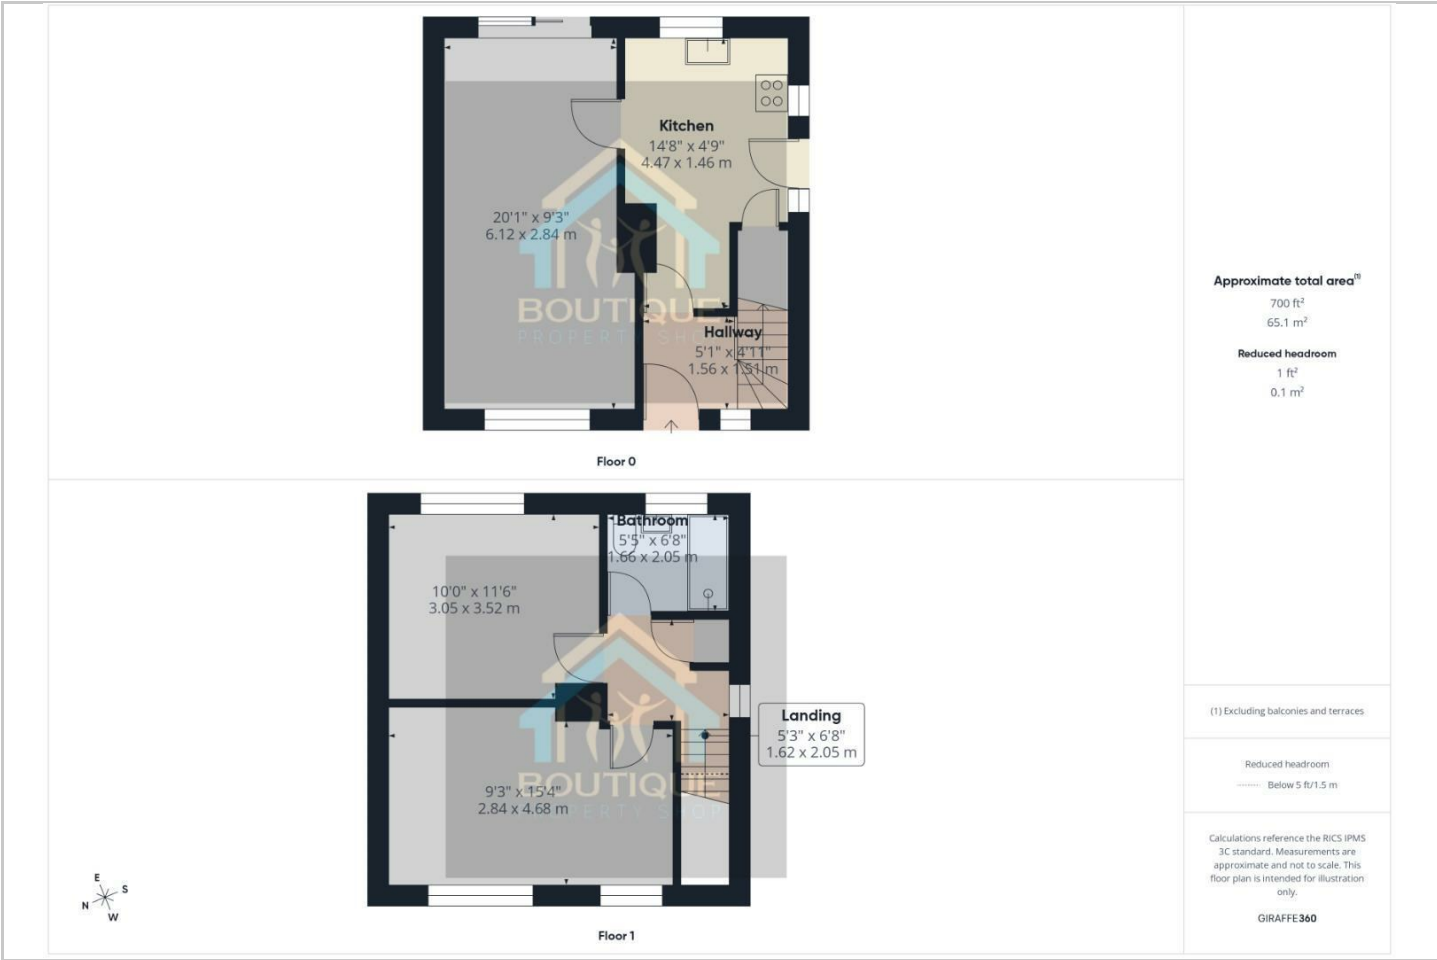 Kitchen
14'8" x 4'9"
4.47 x 1.46 m
20'1" x 9'3"
6.12 x 2.84 m
BOUTIQUE
PROPERTY SHOP
Hallway
5'1" x 4'11"
1.56 x 1.51 m
Floor 0
Bathroom
5'5" x 6'8"
1.66 x 2.05 m
10'0" x 11'6"
3.05 x 3.52 m
Landing
5'3" x 6'8"
1.62 x 2.05 m
9'3" x 15'4"
2.84 x 4.68 m
BOUTIQUE
PROPERTY SHOP
E
S
N
W
Floor 1
Approximate total area(1)
700 ft²
65.1 m²
Reduced headroom
1 ft²
0.1 m²
(1) Excluding balconies and terraces
Reduced headroom
Below 5 ft/1.5 m
Calculations reference the RICS IPMS
3C standard. Measurements are
approximate and not to scale. This
floor plan is intended for illustration
only.
GIRAFFE360